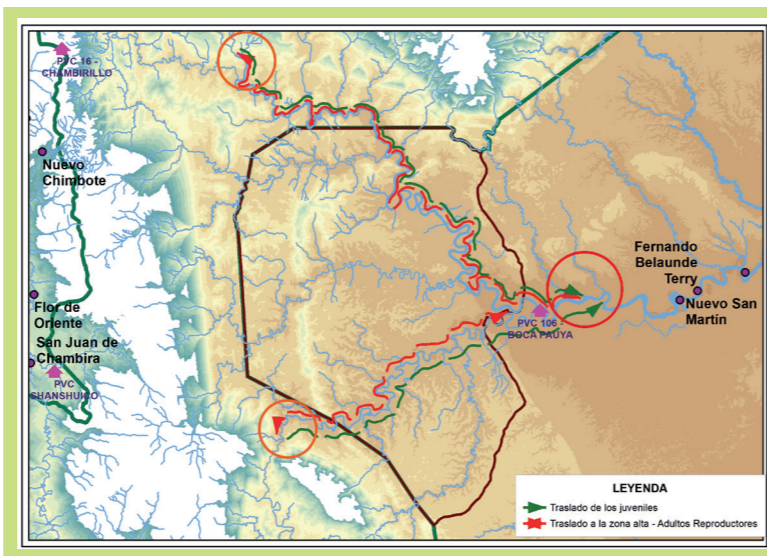 PVC 16 -
CHAMBIRILLO
Nuevo
Chimbote
Flor de
Oriente
San Juan de
Chambira
PVC
SHANSHUICO
Fernando
Belaunde
Terry
Nuevo San
Martín
PVC 106 -
BOCA PAUYA
LEYENDA
Traslado de los juveniles
Traslado a la zona alta - Adultos Reproductores